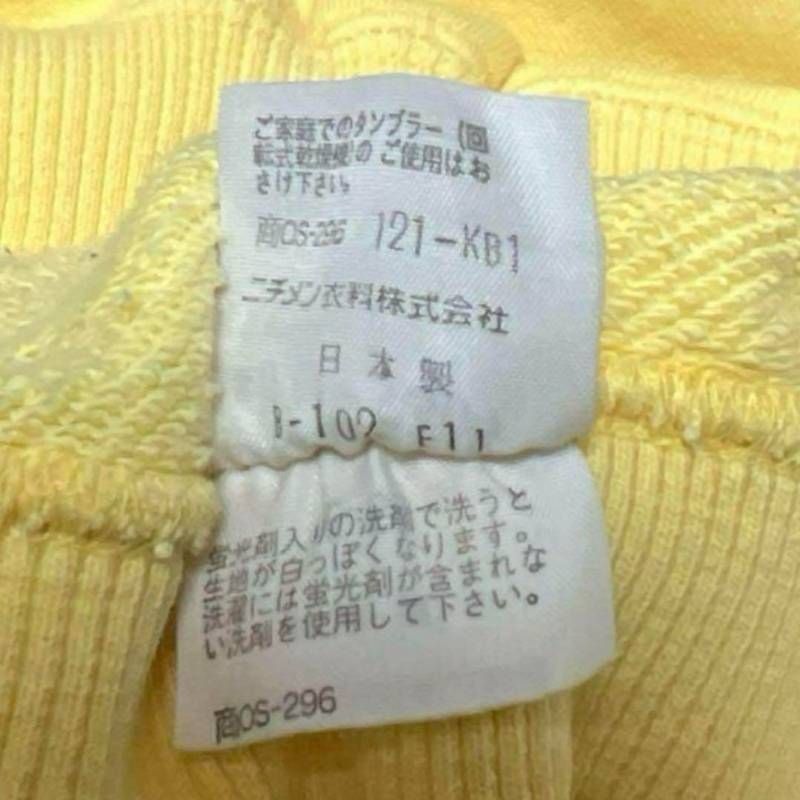 ご家庭でのタンブラー (回
転式乾燥機)の ご使用はお
さけ下さい。
商OS-296 121-KB1
ニチメン衣料株式会社
日本製
蛍光剤入りの洗剤で洗うと
生地が白っぽくなります。
洗濯には蛍光剤が含まれな
い洗剤を使用して下さい。
商OS-296